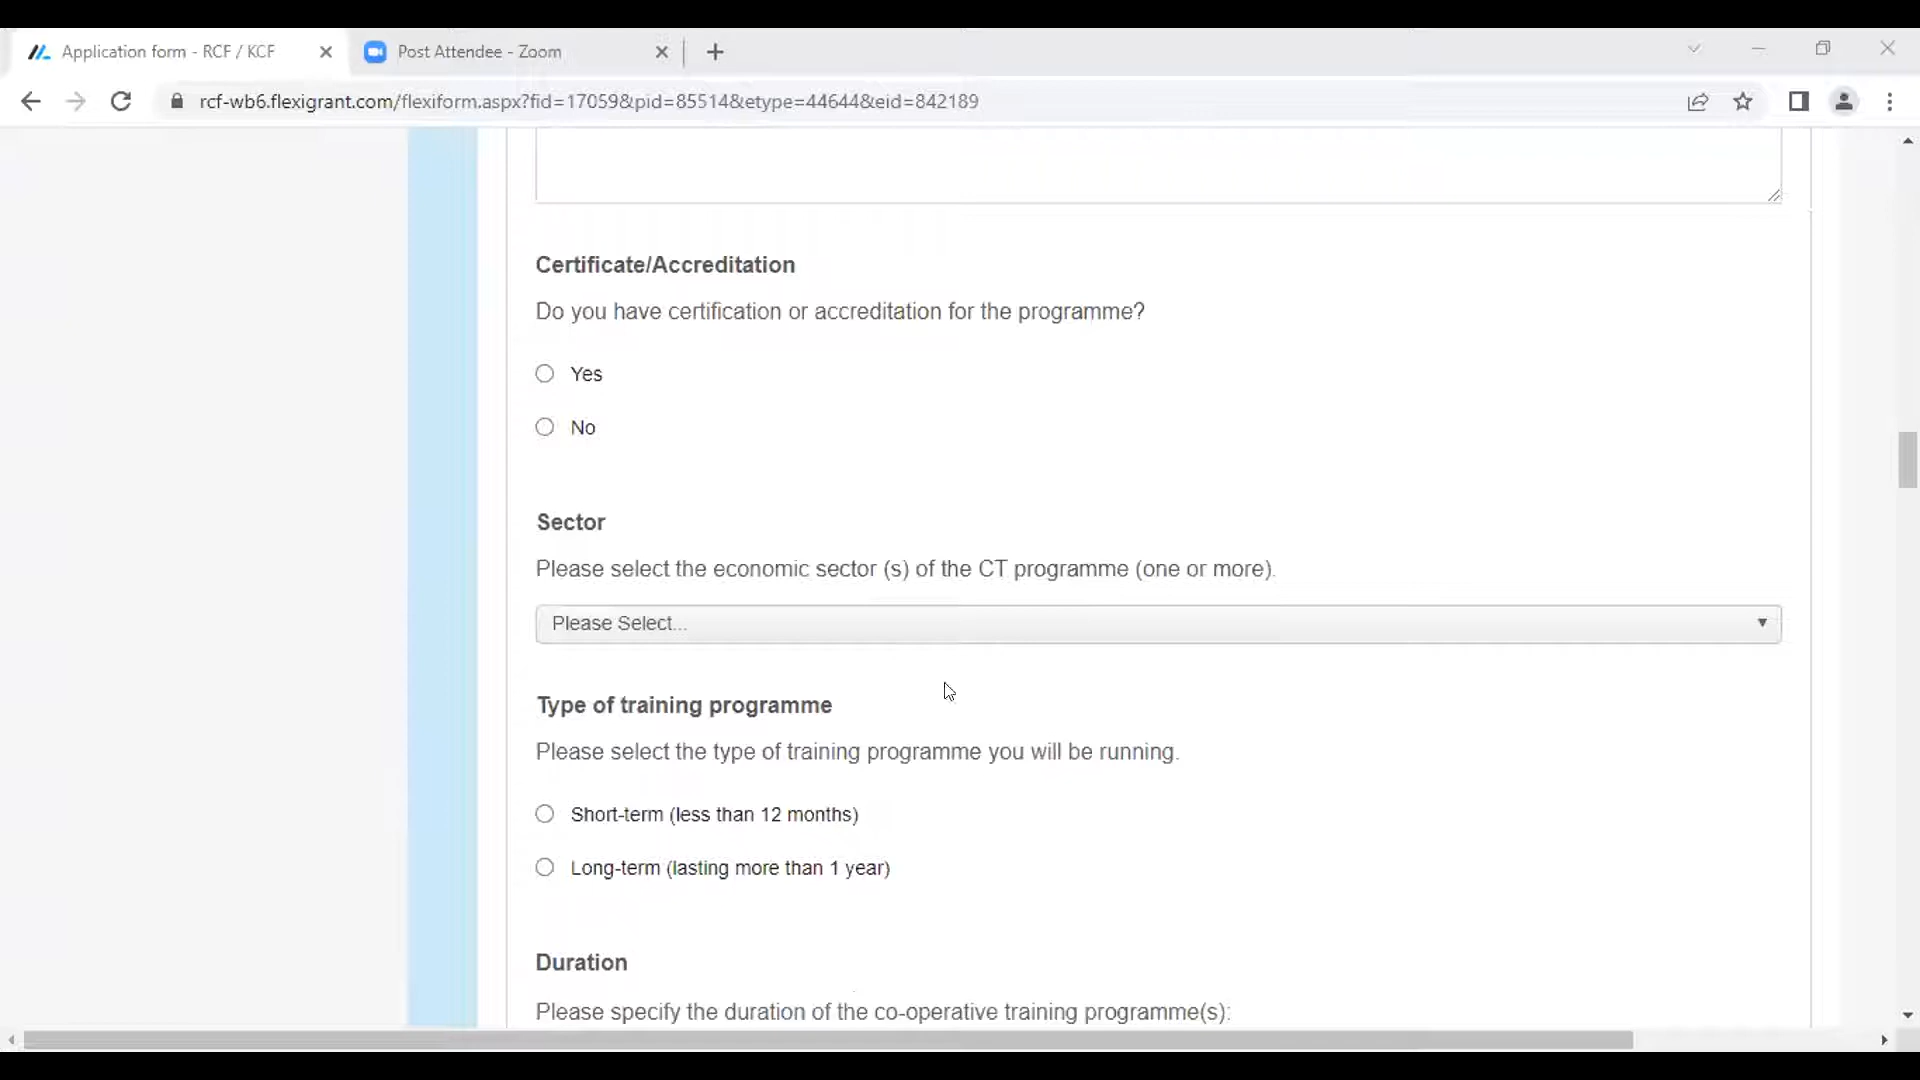 Application form - RCF / KCF
Post Attendee - Zoom
rcf-wb6.flexigrant.com/flexiform.aspx?fid=17059&pid=85514&etype=44644&eid=842189
Certificate/Accreditation
Do you have certification or accreditation for the programme?
Yes
No
Sector
Please select the economic sector (s) of the CT programme (one or more).
Please Select...
Type of training programme
Please select the type of training programme you will be running.
Short-term (less than 12 months)
Long-term (lasting more than 1 year)
Duration
Please specify the duration of the co-operative training programme(s):